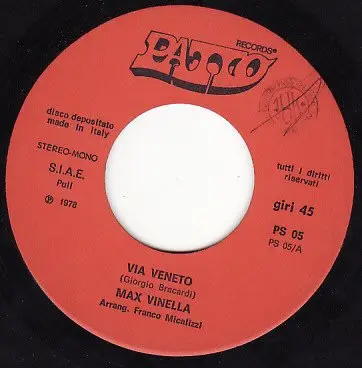 PATTO
RECORDS®
disco depositato
made in Italy
STEREO-MONO
S.I.A.E.
Pull
℗ 1978
tutti i diritti
riservati
giri 45
PS 05
PS 05/A
VIA VENETO
(Giorgio Bracardi)
MAX VINELLA
Arrang. Franco Micalizzi